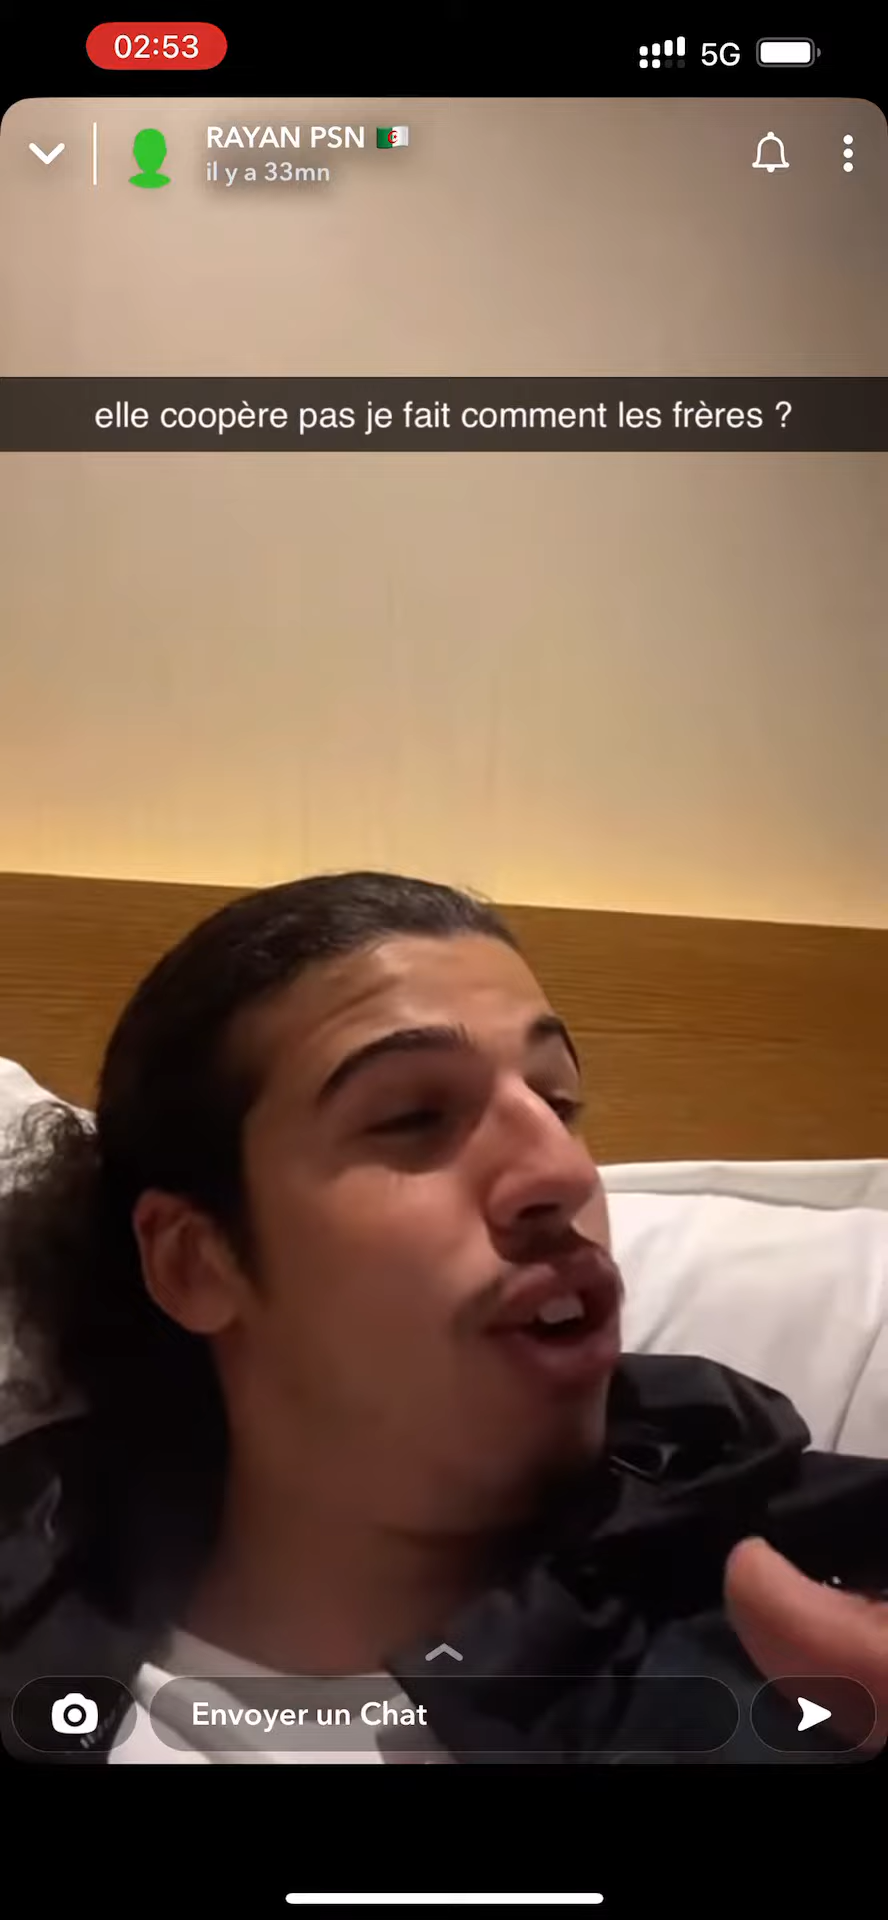 02:53
5G
RAYAN PSN 🇩🇿
il y a 33mn
elle coopère pas je fait comment les frères ?
Envoyer un Chat